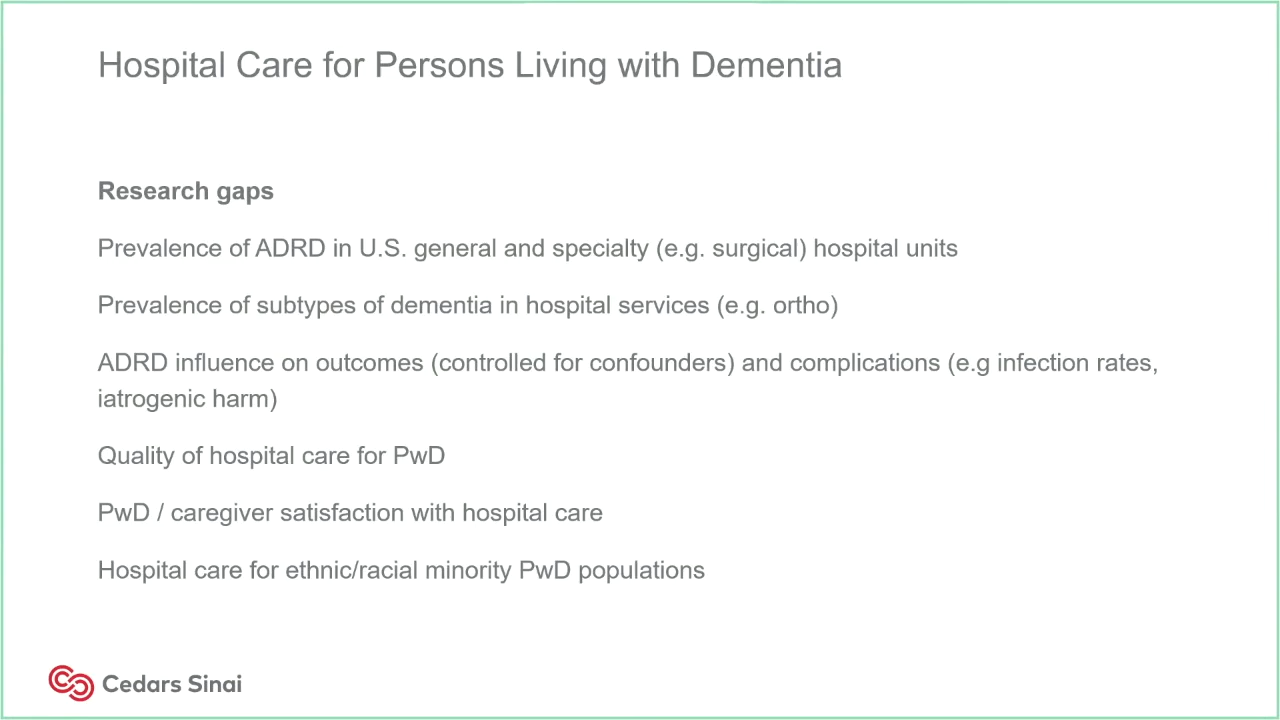 Hospital Care for Persons Living with Dementia
Research gaps
Prevalence of ADRD in U.S. general and specialty (e.g. surgical) hospital units
Prevalence of subtypes of dementia in hospital services (e.g. ortho)
ADRD influence on outcomes (controlled for confounders) and complications (e.g infection rates,
iatrogenic harm)
Quality of hospital care for PwD
PwD / caregiver satisfaction with hospital care
Hospital care for ethnic/racial minority PwD populations
Cedars Sinai